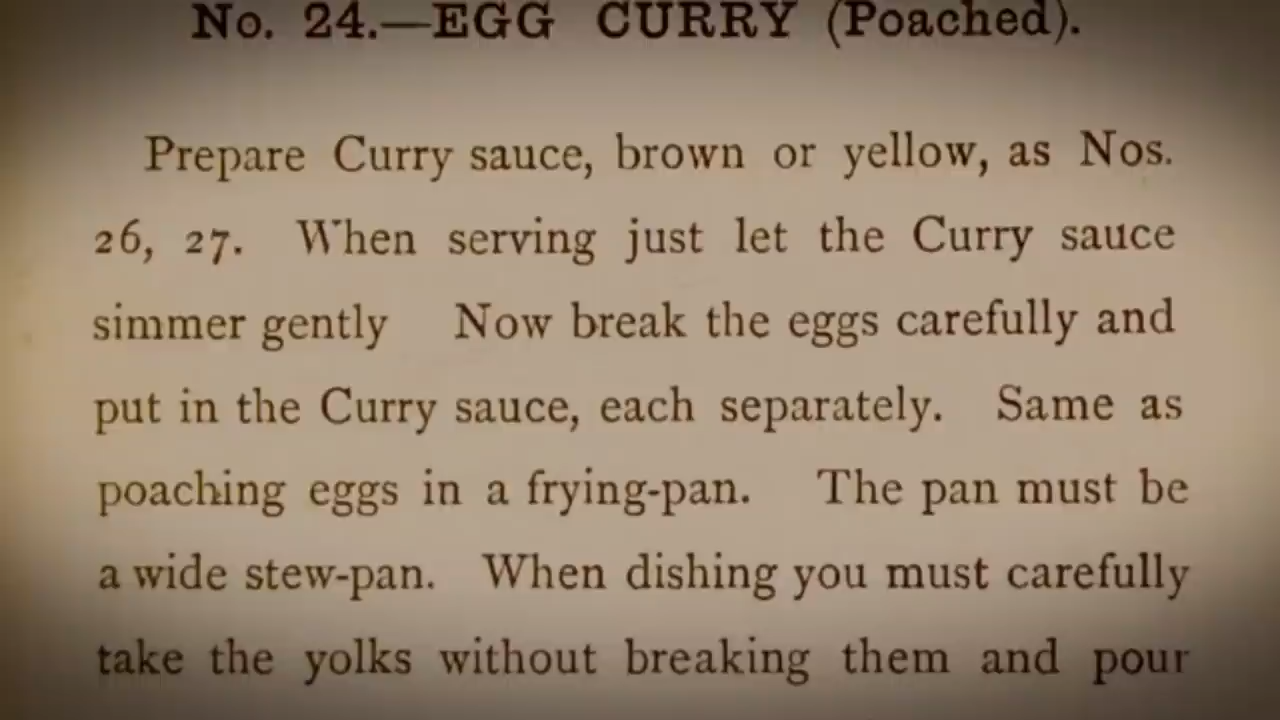 No. 24.—EGG CURRY (Poached).
Prepare Curry sauce, brown or yellow, as Nos.
26, 27. When serving just let the Curry sauce
simmer gently Now break the eggs carefully and
put in the Curry sauce, each separately. Same as
poaching eggs in a frying-pan. The pan must be
a wide stew-pan. When dishing you must carefully
take the yolks without breaking them and pour